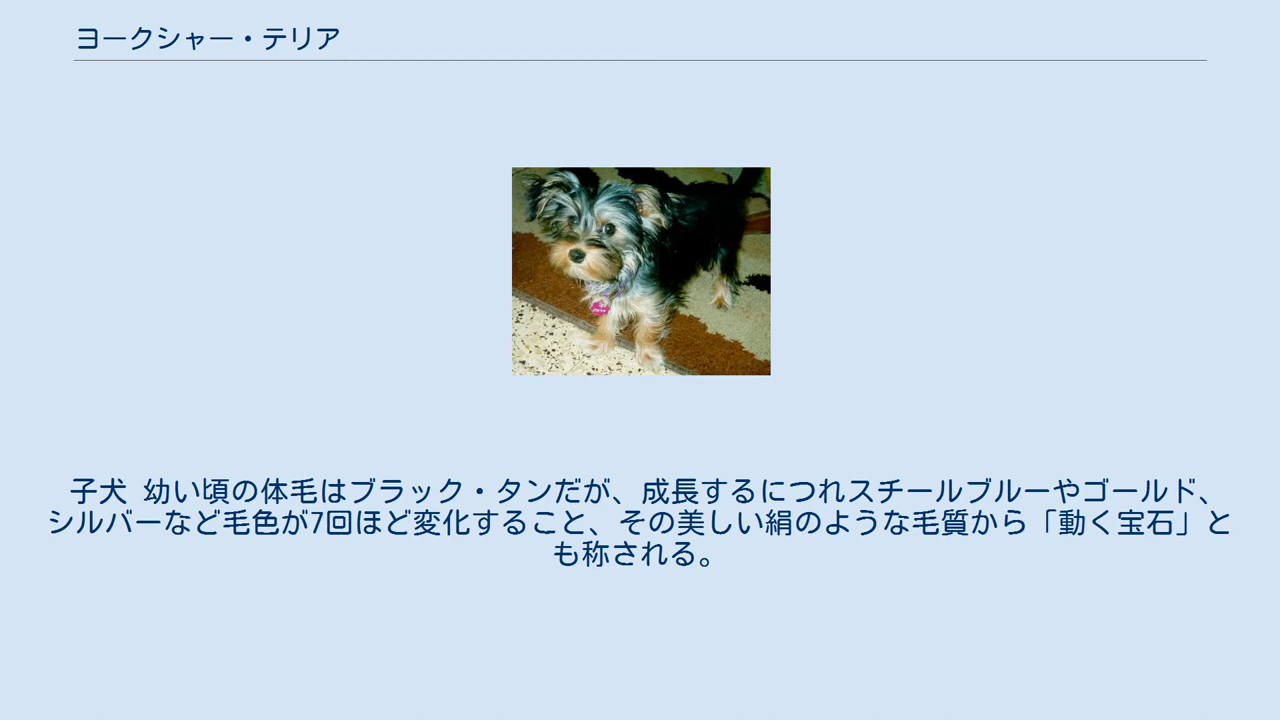 ヨークシャー・テリア
子犬 幼い頃の体毛はブラック・タンだが、成長するにつれスチールブルーやゴールド、
シルバーなど毛色が7回ほど変化すること、その美しい絹のような毛質から「動く宝石」と
も称される。